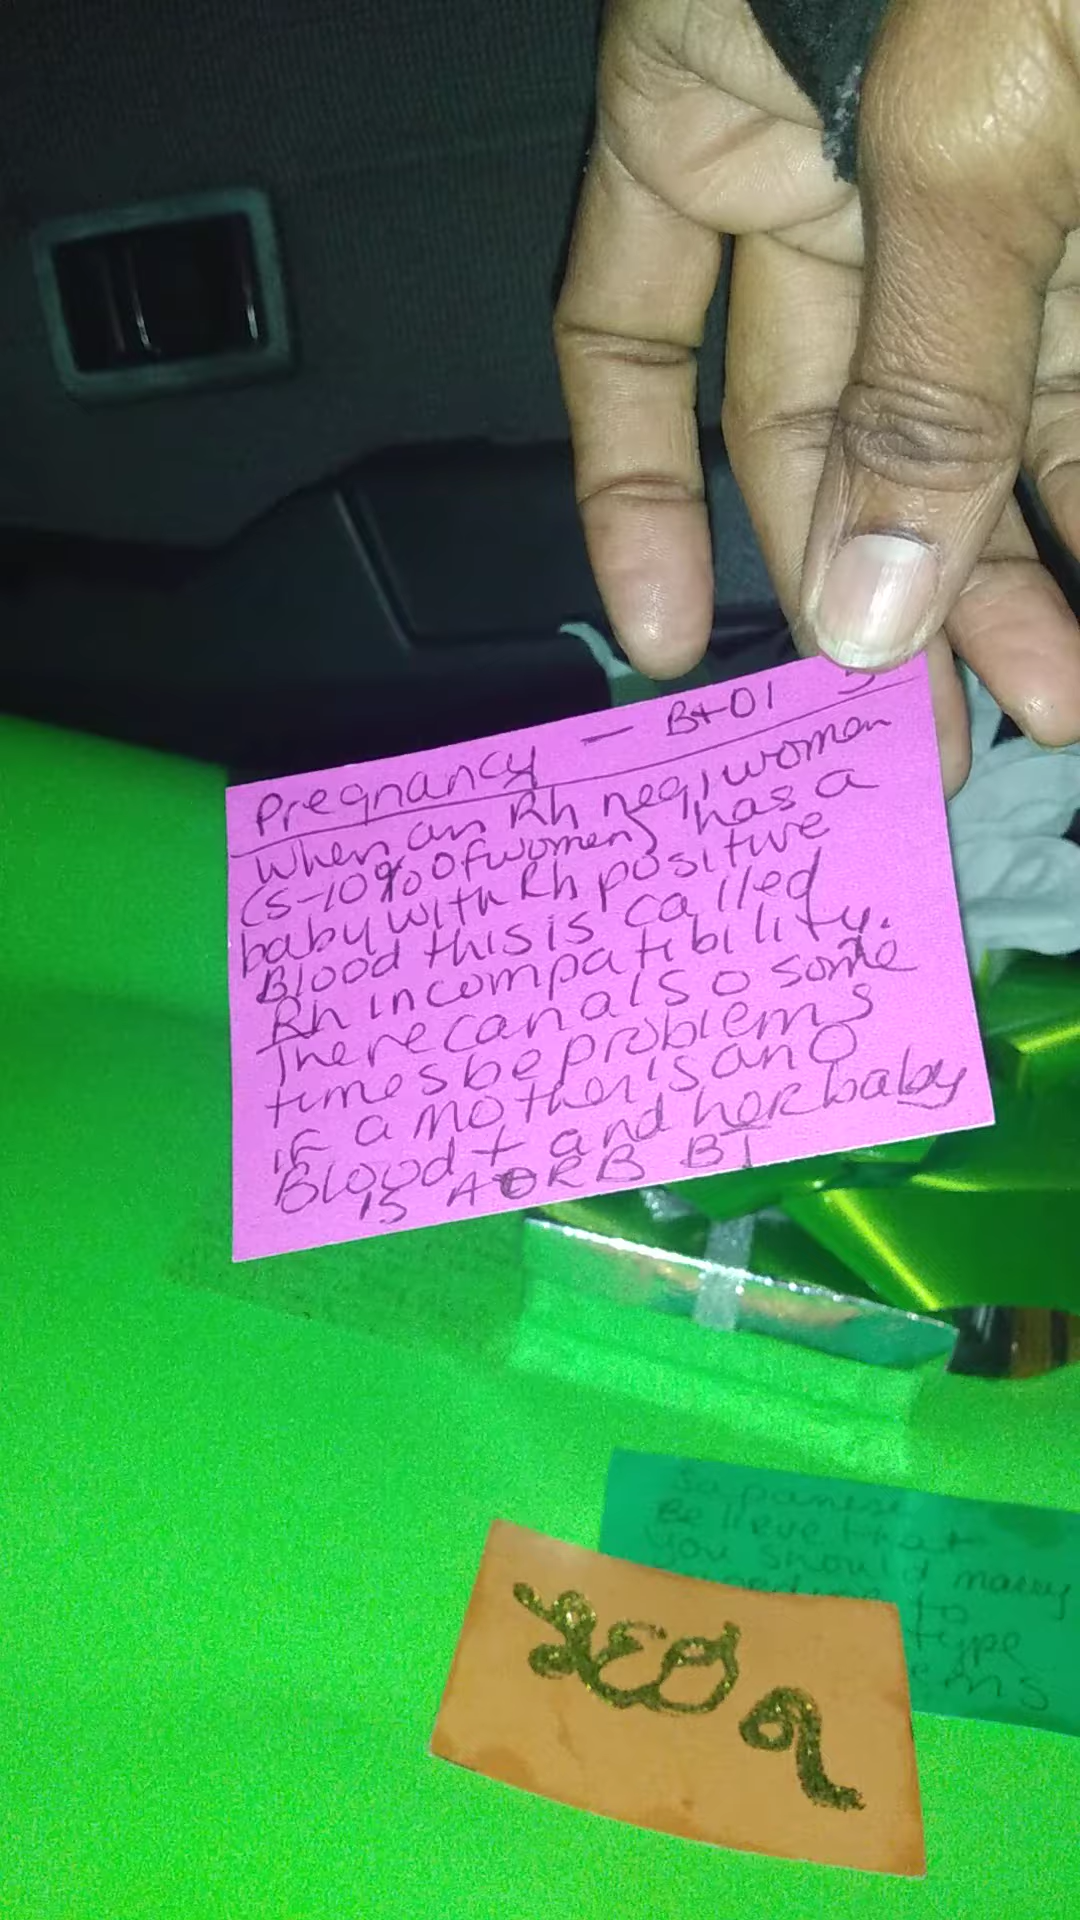 Pregnancy — B+D1
When an Rh neg, women
(5-10% of women) has a
baby with Rh positive
Blood this is called
Rh incompatibility.
There can also some
times be problems
if a mother is an O
Blood t and her baby
is A OR B BT
Japanese
Believe that
you should marry
to
type
LEO